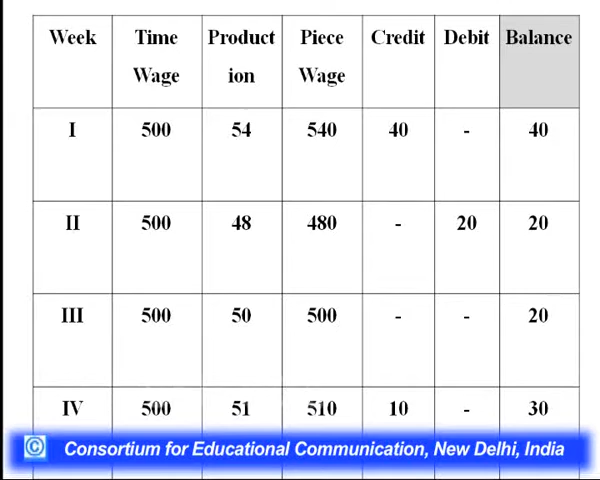 Week Time Wage Product ion Piece Wage Credit Debit Balance
I 500 54 540 40 - 40
II 500 48 480 - 20 20
III 500 50 500 - - 20
IV 500 51 510 10 - 30
© Consortium for Educational Communication, New Delhi, India